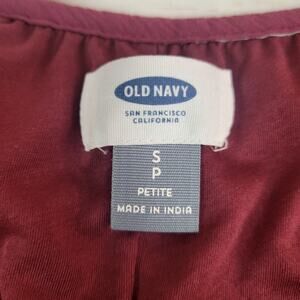 OLD NAVY
SAN FRANCISCO
CALIFORNIA
S
P
PETITE
MADE IN INDIA